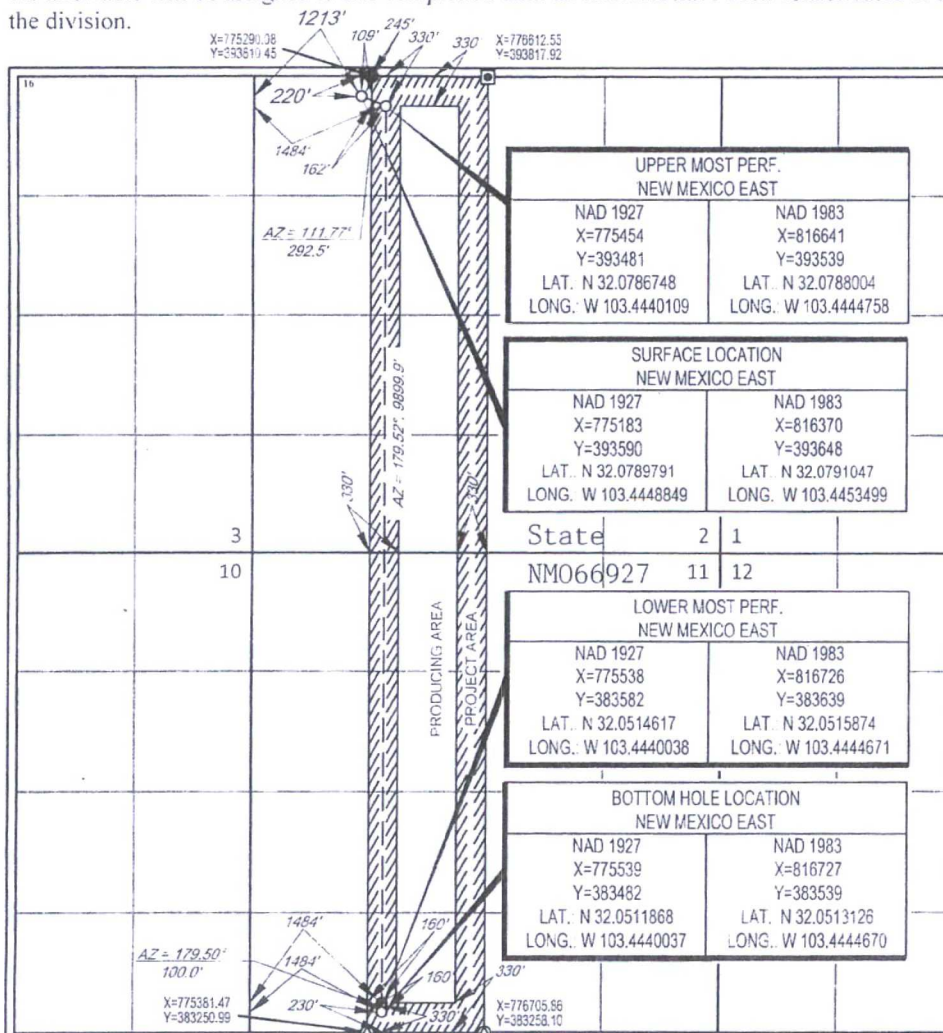 the division.
1213'
245'
109'
330'
330
X=775290.08
Y=393810.45
X=776612.55
Y=393817.92
16
220'
1484'
162'
AZ = 111.77°
292.5'
UPPER MOST PERF.
NEW MEXICO EAST
NAD 1927
X=775454
Y=393481
LAT.: N 32.0786748
LONG.: W 103.4440109
NAD 1983
X=816641
Y=393539
LAT.: N 32.0788004
LONG.: W 103.4444758
AZ = 179.52°, 9899.9'
SURFACE LOCATION
NEW MEXICO EAST
NAD 1927
X=775183
Y=393590
LAT.: N 32.0789791
LONG.: W 103.4448849
NAD 1983
X=816370
Y=393648
LAT.: N 32.0791047
LONG.: W 103.4453499
330'
330'
3
10
State
2
1
NM066927
11
12
PRODUCING AREA
PROJECT AREA
LOWER MOST PERF.
NEW MEXICO EAST
NAD 1927
X=775538
Y=383582
LAT.: N 32.0514617
LONG.: W 103.4440038
NAD 1983
X=816726
Y=383639
LAT.: N 32.0515874
LONG.: W 103.4444671
BOTTOM HOLE LOCATION
NEW MEXICO EAST
NAD 1927
X=775539
Y=383482
LAT.: N 32.0511868
LONG.: W 103.4440037
NAD 1983
X=816727
Y=383539
LAT.: N 32.0513126
LONG.: W 103.4444670
1484'
160'
AZ = 179.50°
100.0'
1484'
160'
330'
230'
330'
X=775381.47
Y=383250.99
X=776705.86
Y=383258.10